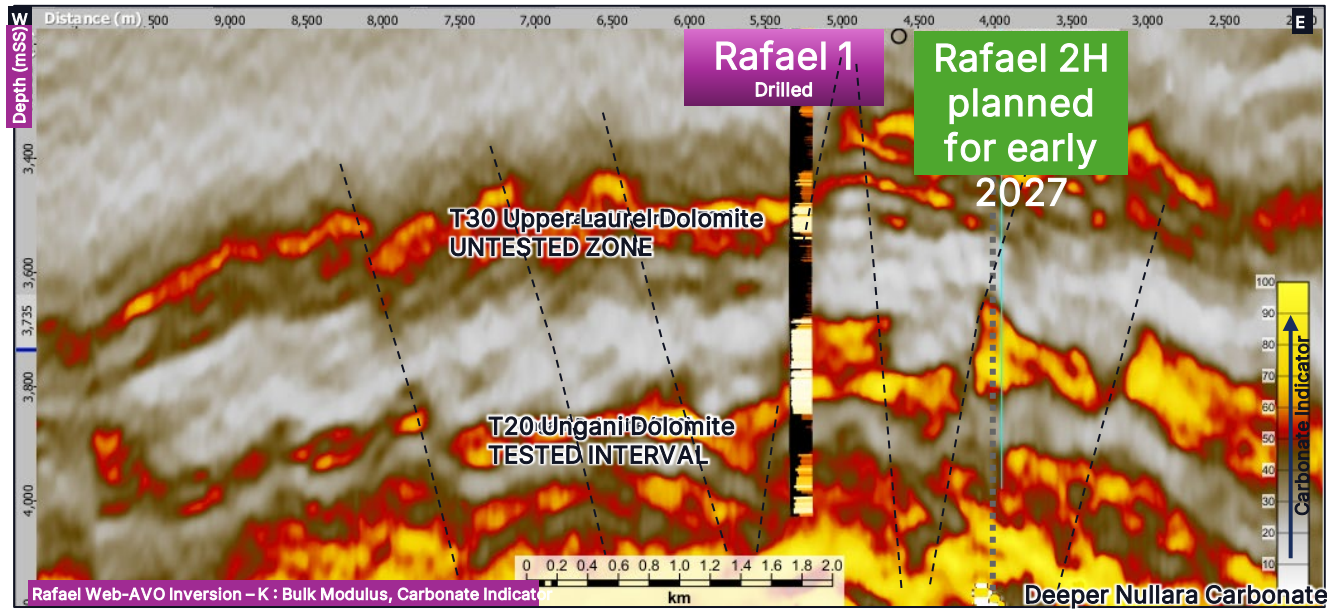 W
Distance (m)
9,500 9,000 8,500 8,000 7,500 7,000 6,500 6,000 5,500 5,000 4,500 4,000 3,500 3,000 2,500
E
Depth (mSS)
Rafael 1
Drilled
Rafael 2H
planned
for early
2027
3,400
3,600
3,735
3,800
4,000
T30 Upper Laurel Dolomite
UNTESTED ZONE
T20 Ungani Dolomite
TESTED INTERVAL
100
90
80
70
60
50
40
30
20
10
Carbonate Indicator
0 0.2 0.4 0.6 0.8 1.0 1.2 1.4 1.6 1.8 2.0
km
Rafael Web-AVO Inversion – K : Bulk Modulus, Carbonate Indicator
Deeper Nullara Carbonate